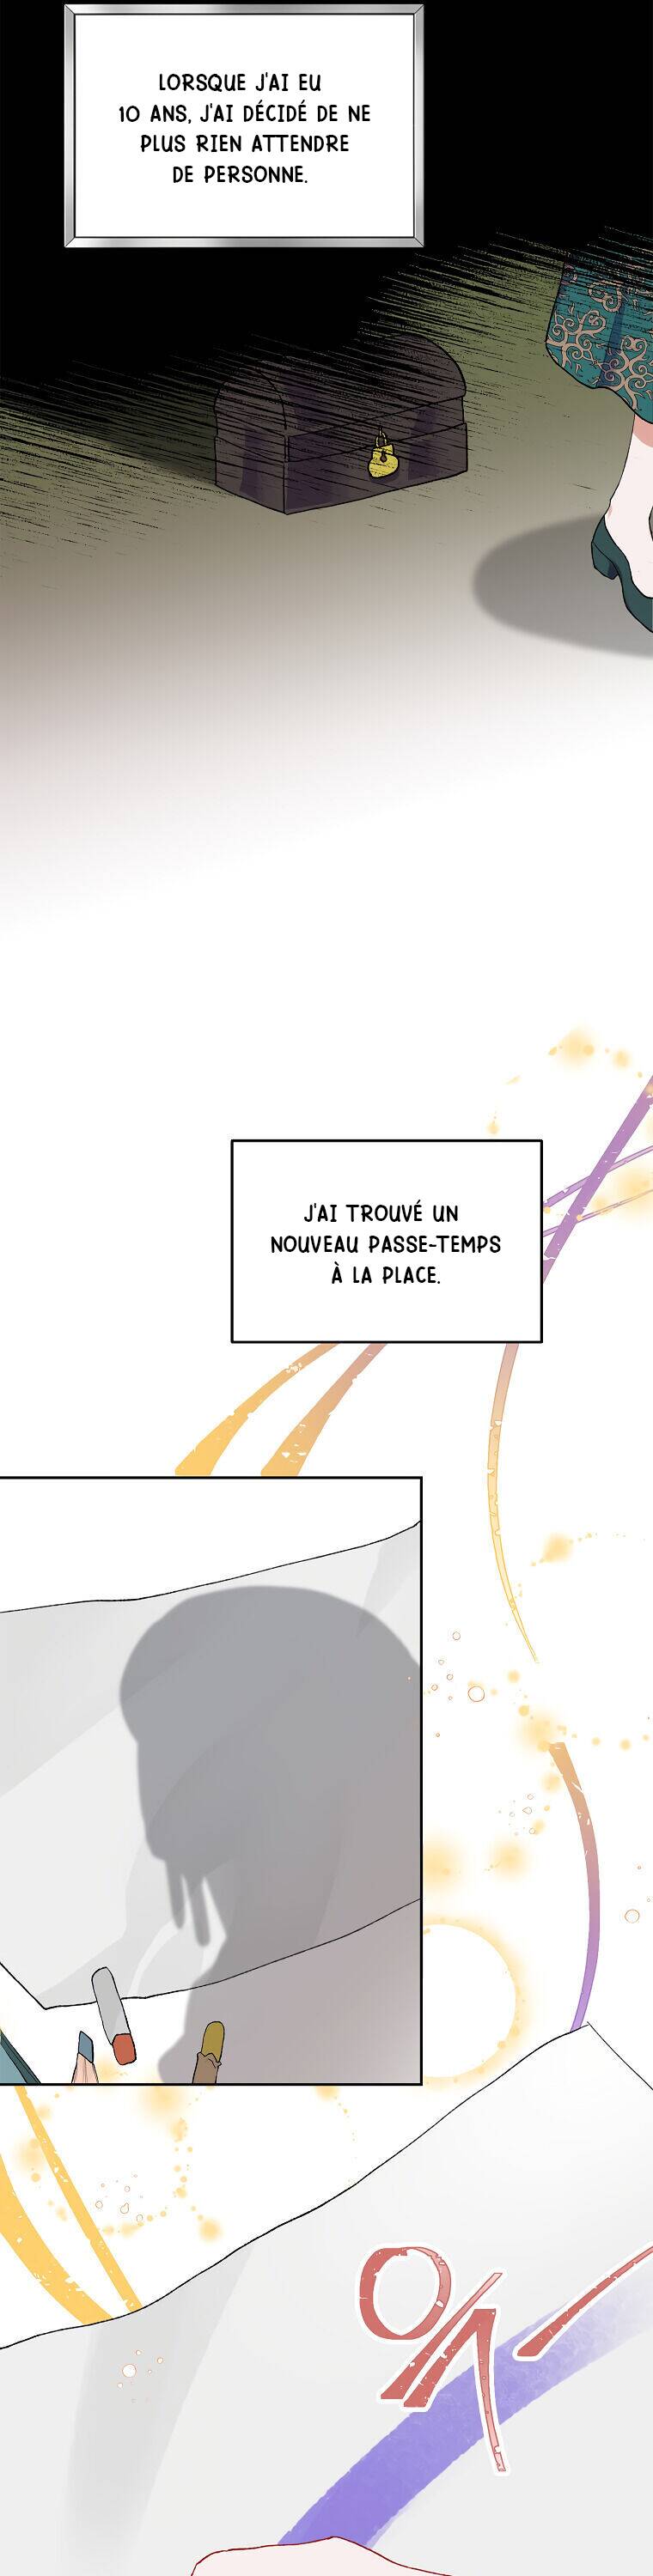 LORSQUE J'AI EU
10 ANS, J'AI DÉCIDÉ DE NE
PLUS RIEN ATTENDRE
DE PERSONNE.
J'AI TROUVÉ UN
NOUVEAU PASSE-TEMPS
À LA PLACE.